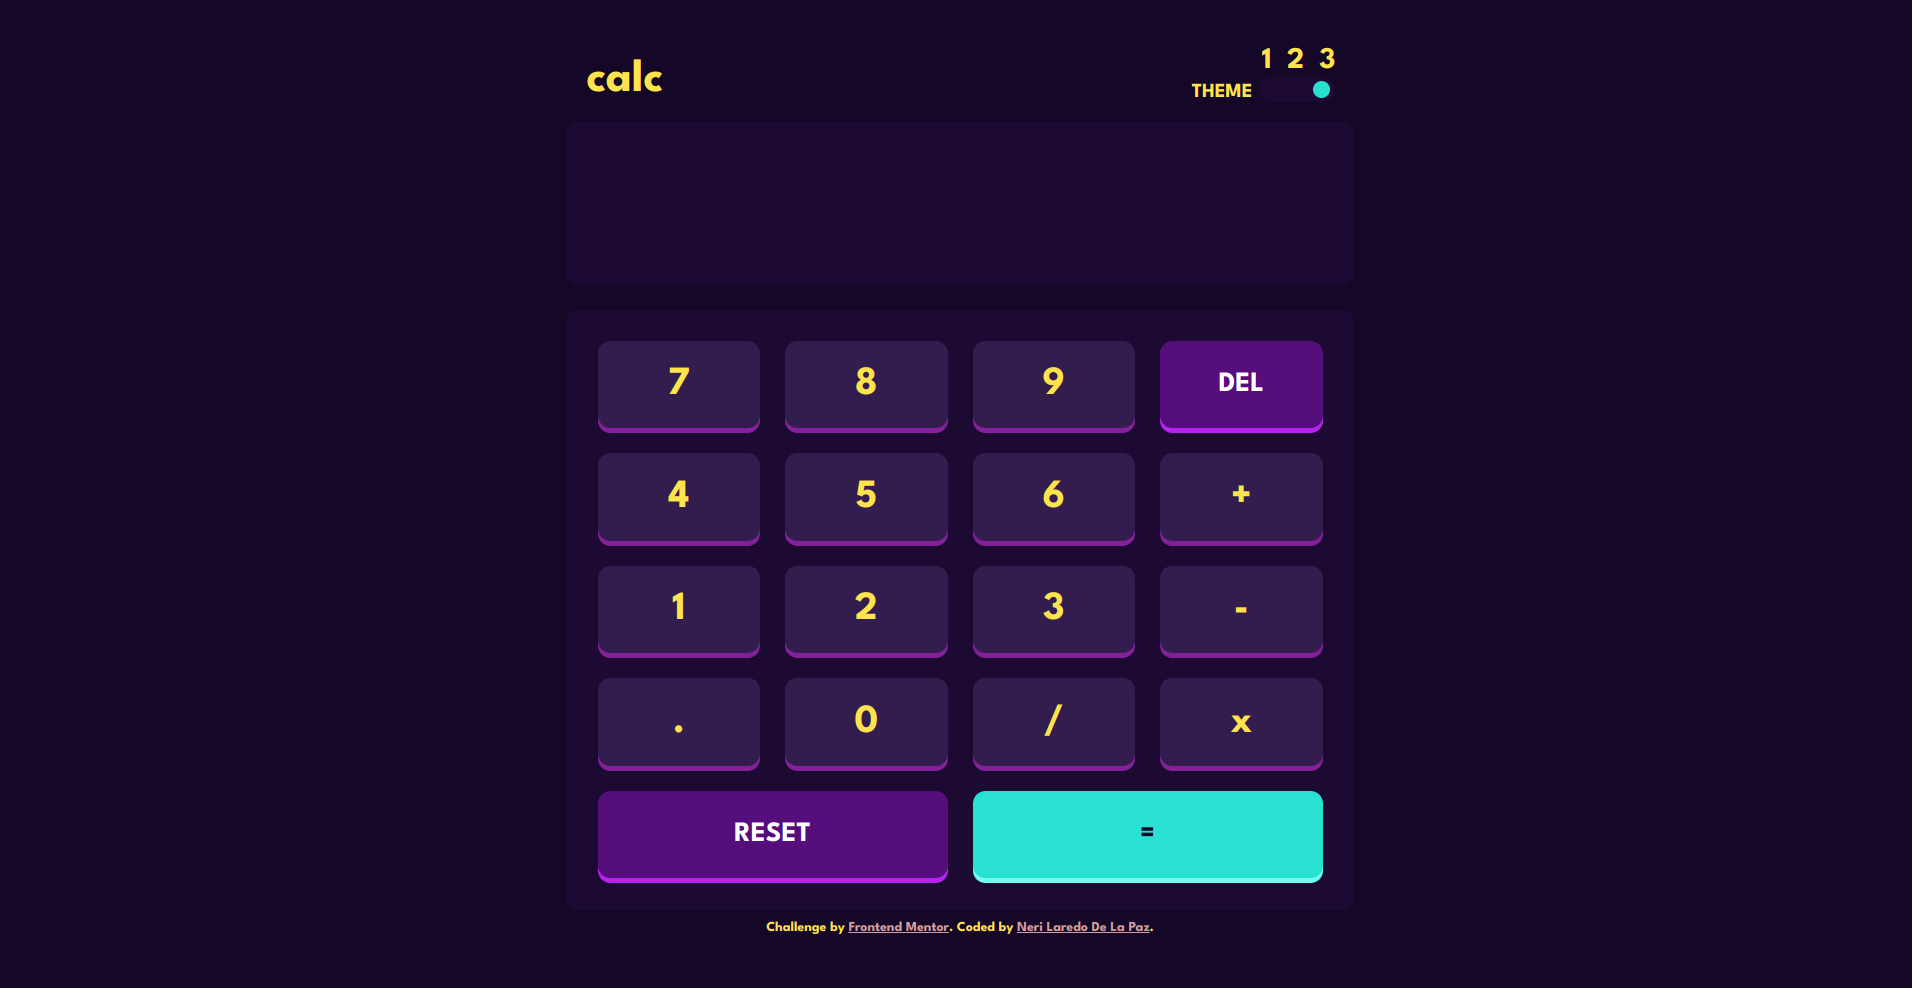 calc
1 2 3
THEME
7 8 9 DEL
4 5 6 +
1 2 3 -
. 0 / x
RESET =
Challenge by Frontend Mentor. Coded by Neri Laredo De La Paz.